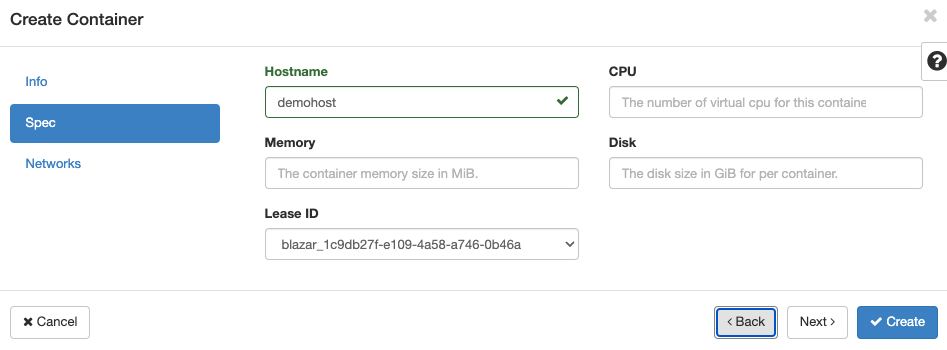 Create Container
Info
Spec
Networks
Hostname
demohost
CPU
The number of virtual cpu for this containe
Memory
The container memory size in MiB.
Disk
The disk size in GiB for per container.
Lease ID
blazar_1c9db27f-e109-4a58-a746-0b46a
Cancel
< Back
Next >
Create